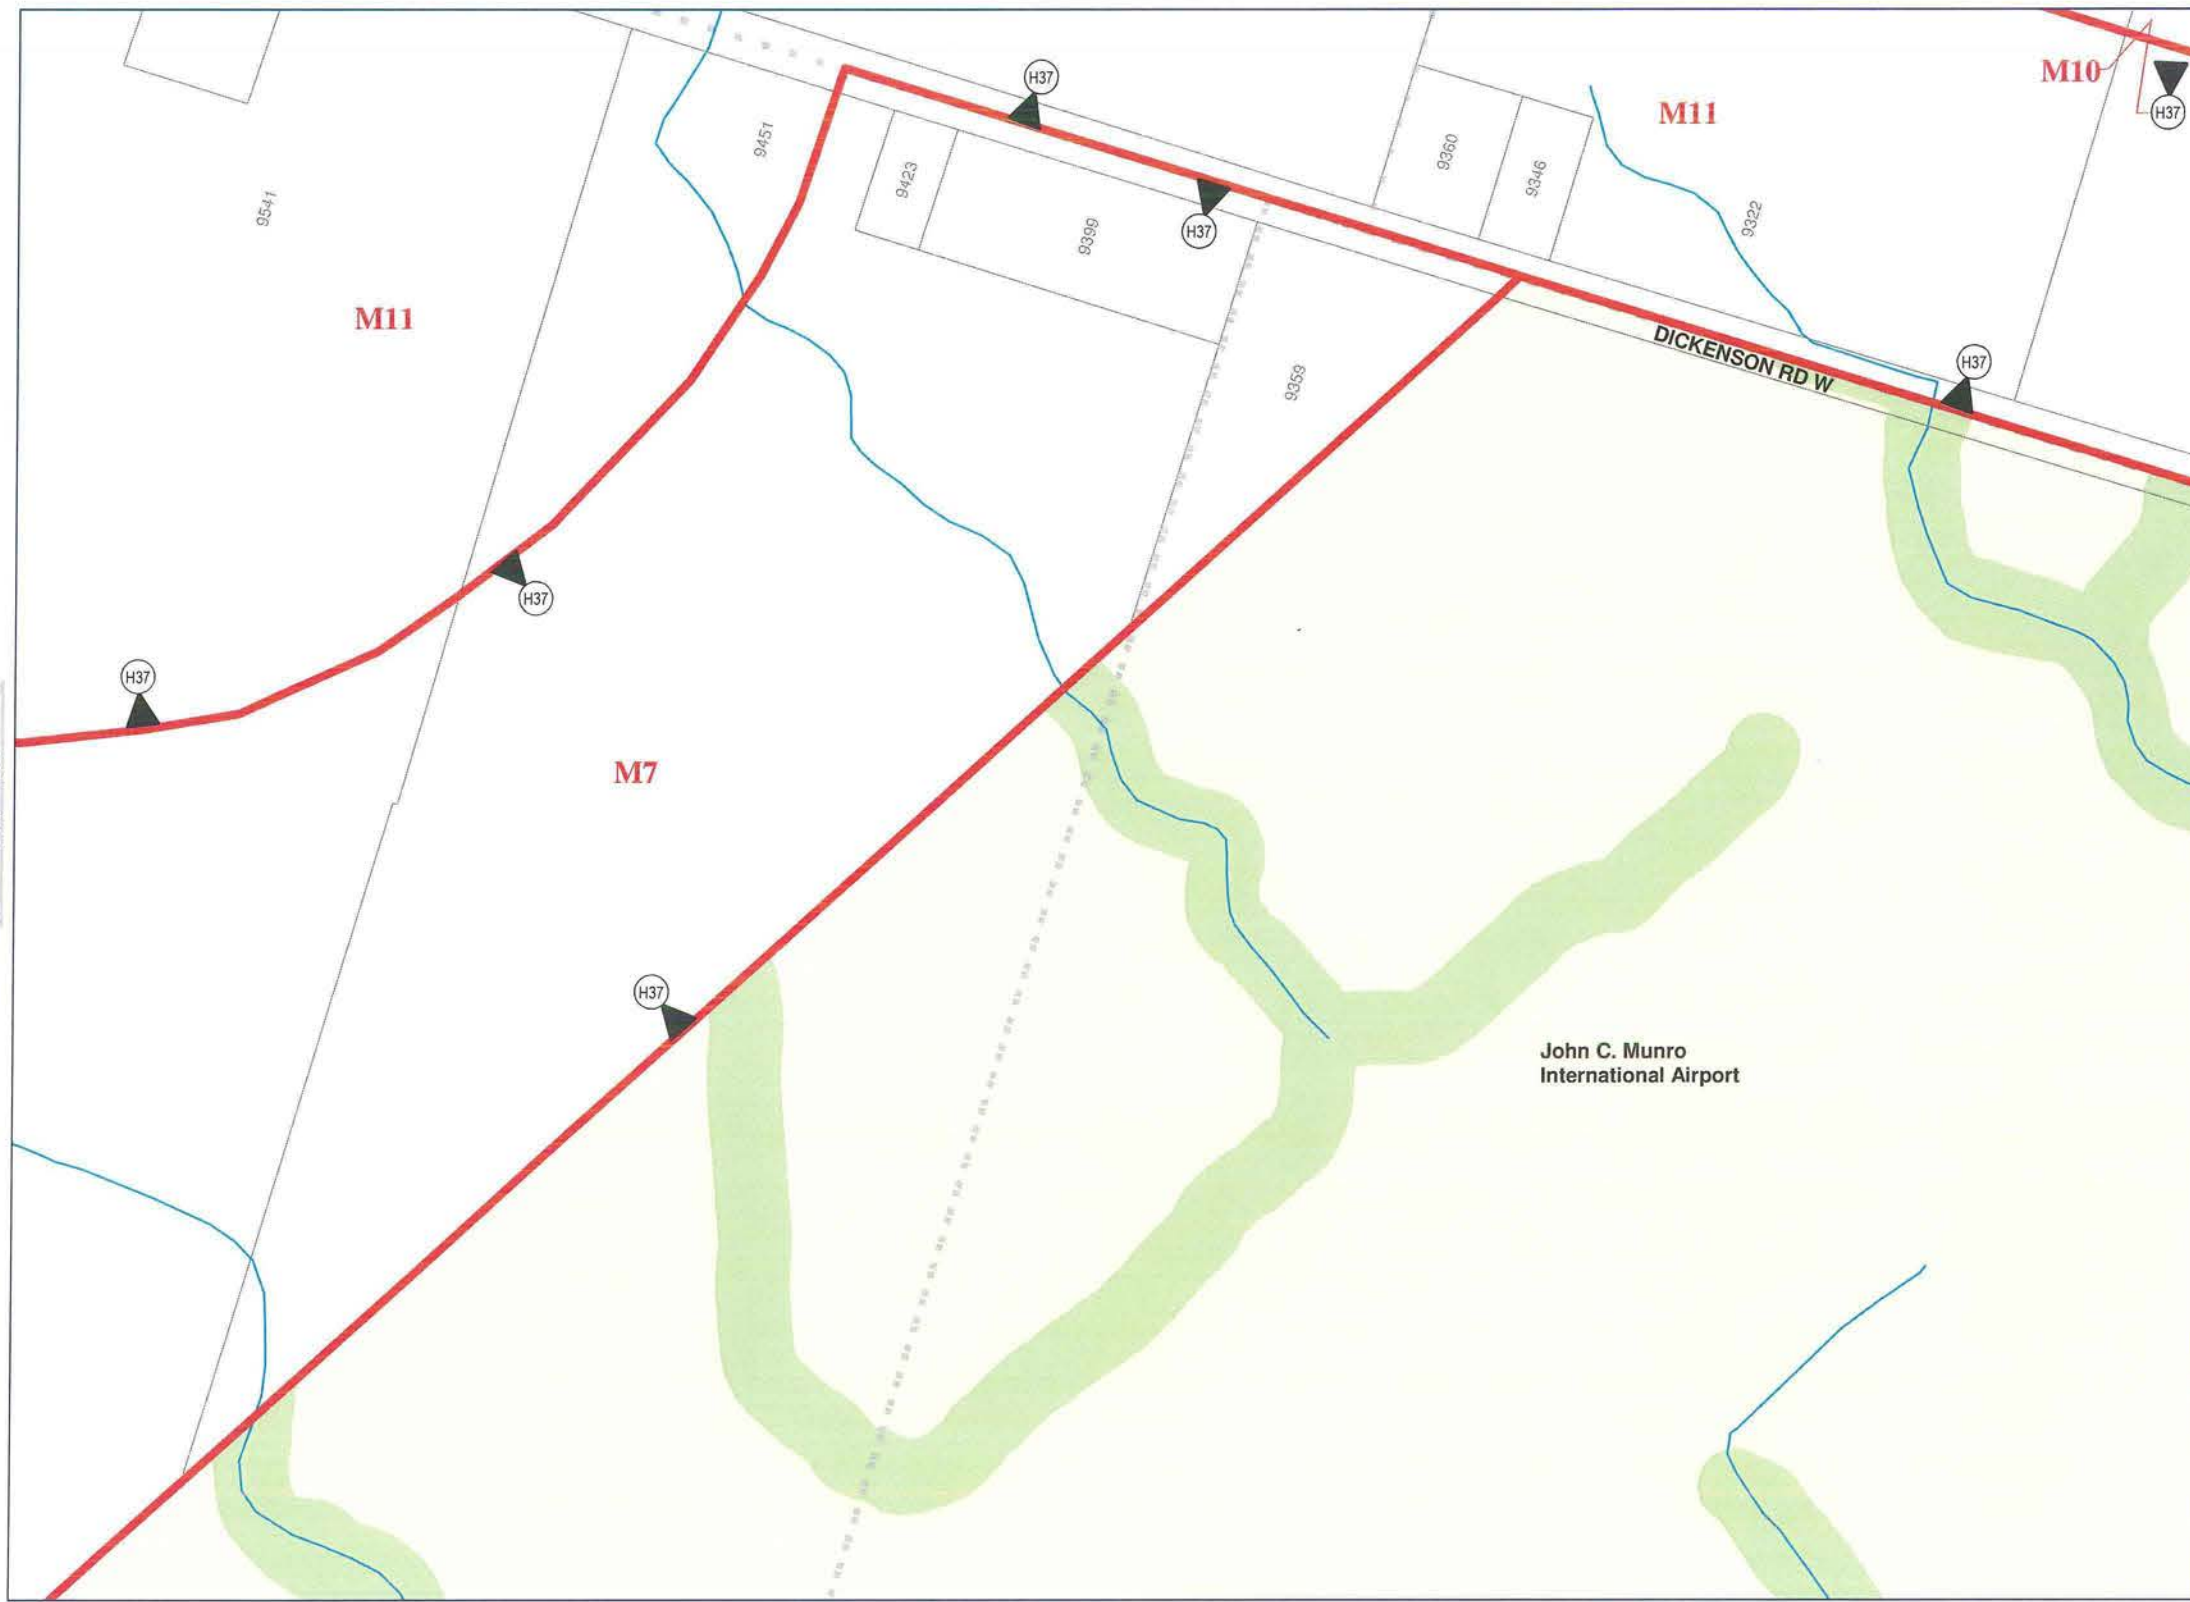 H37
M10
H37
M11
9451
9360
9346
9423
9541
9322
9399
H37
M11
DICKENSON RD W
H37
9359
H37
H37
M7
H37
John C. Munro
International Airport